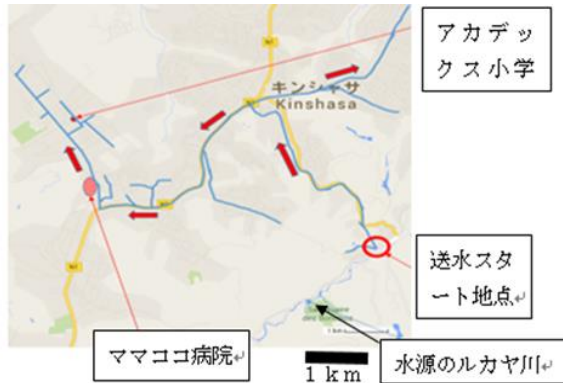 アカデッ
クス小学
キンシャサ
Kinshasa
送水スタ
ート地点
ママココ病院
1 km
水源のルカヤ川